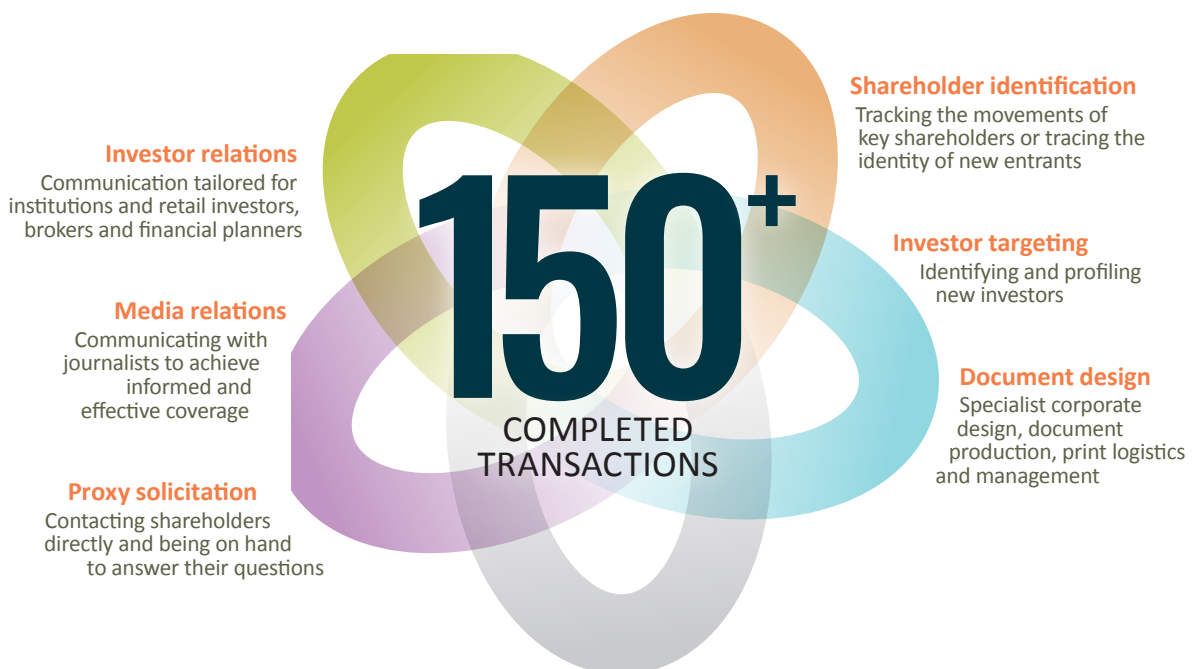 Investor relations
Communication tailored for
institutions and retail investors,
brokers and financial planners
Media relations
Communicating with
journalists to achieve
informed and
effective coverage
Proxy solicitation
Contacting shareholders
directly and being on hand
to answer their questions
150+
COMPLETED
TRANSACTIONS
Shareholder identification
Tracking the movements of
key shareholders or tracing the
identity of new entrants
Investor targeting
Identifying and profiling
new investors
Document design
Specialist corporate
design, document
production, print logistics
and management